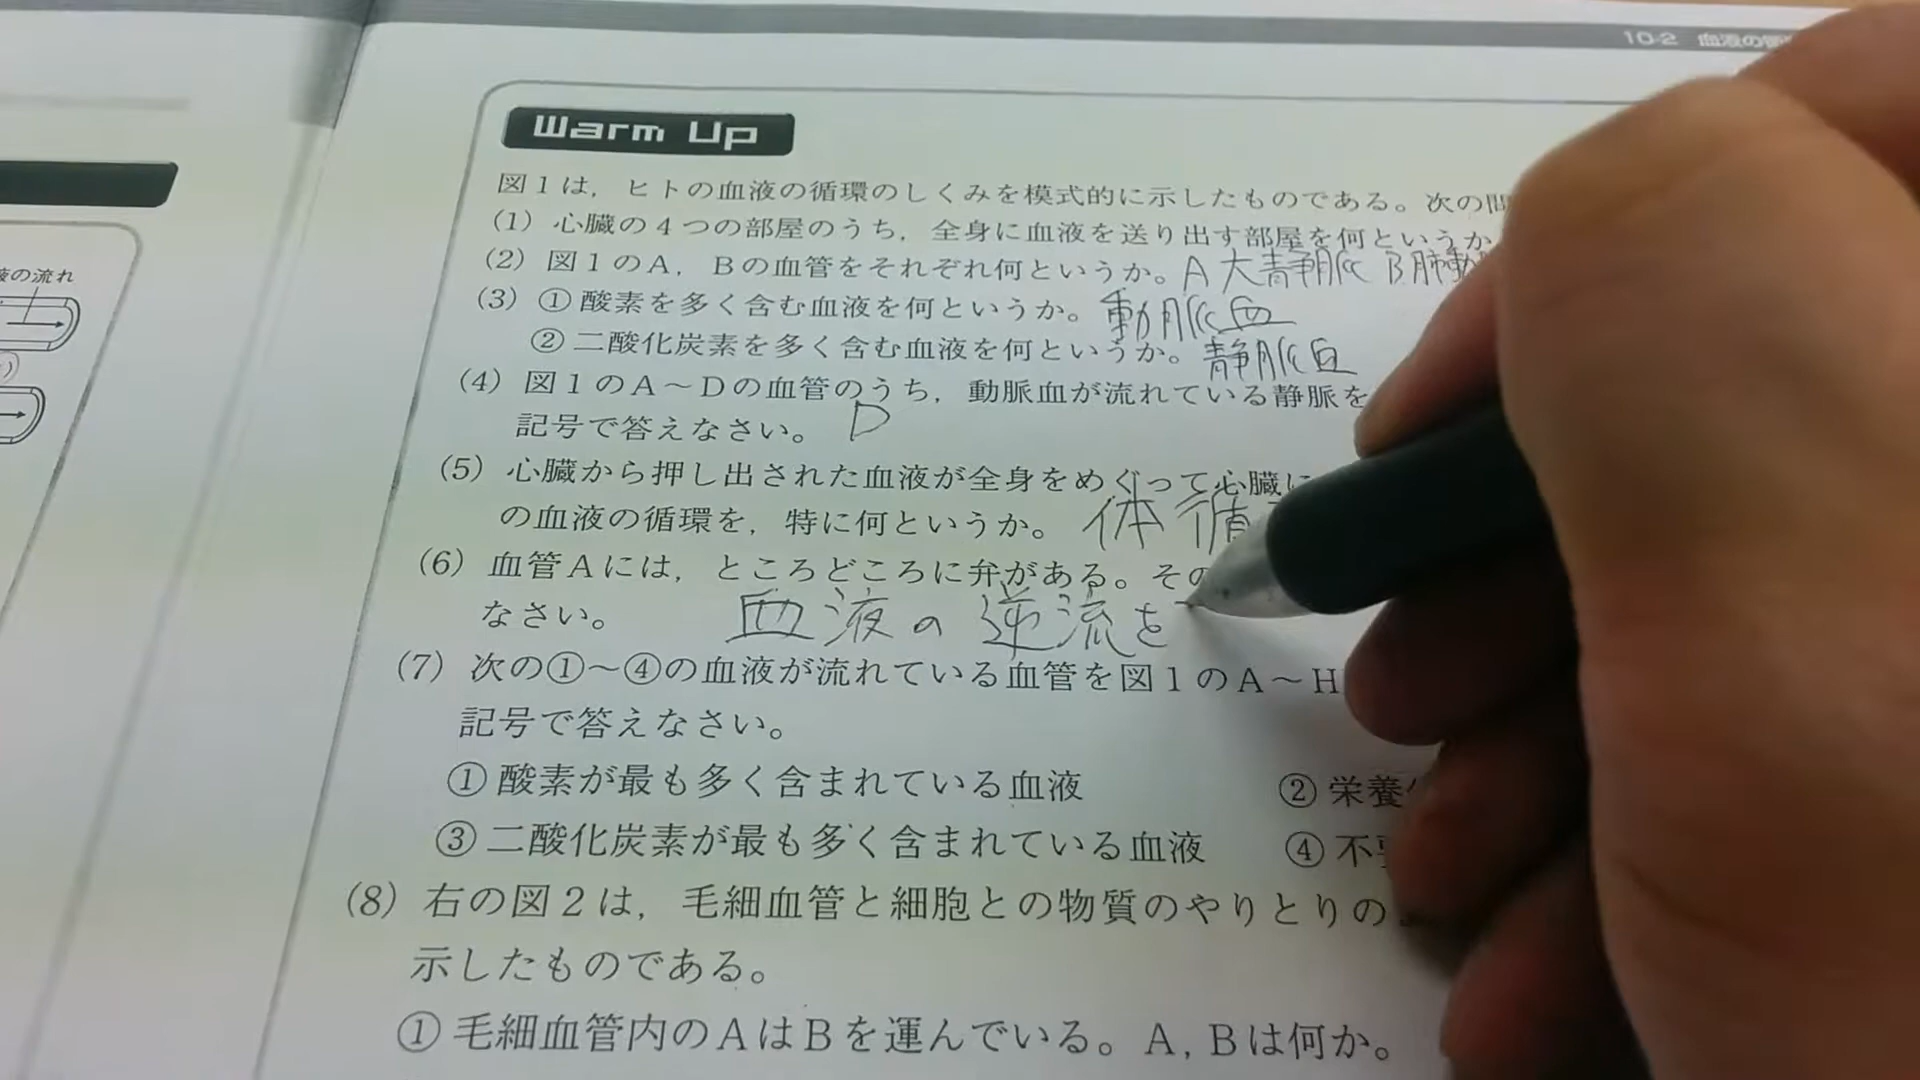 10-2 血液の循
液の流れ
Warm Up
図1は，ヒトの血液の循環のしくみを模式的に示したものである。次の問
(1) 心臓の4つの部屋のうち，全身に血液を送り出す部屋を何というか
(2) 図1のA，Bの血管をそれぞれ何というか。A 大静脈 B 肺動
(3) ① 酸素を多く含む血液を何というか。動脈血
② 二酸化炭素を多く含む血液を何というか。静脈血
(4) 図1のA～Dの血管のうち，動脈血が流れている静脈を
記号で答えなさい。 D
(5) 心臓から押し出された血液が全身をめぐって心臓に
の血液の循環を，特に何というか。 体循
(6) 血管Aには，ところどころに弁がある。その
なさい。 血液の逆流を
(7) 次の①～④の血液が流れている血管を図1のA～H
記号で答えなさい。
① 酸素が最も多く含まれている血液 ② 栄養
③ 二酸化炭素が最も多く含まれている血液 ④ 不
(8) 右の図2は，毛細血管と細胞との物質のやりとりの
示したものである。
① 毛細血管内のAはBを運んでいる。A，Bは何か。